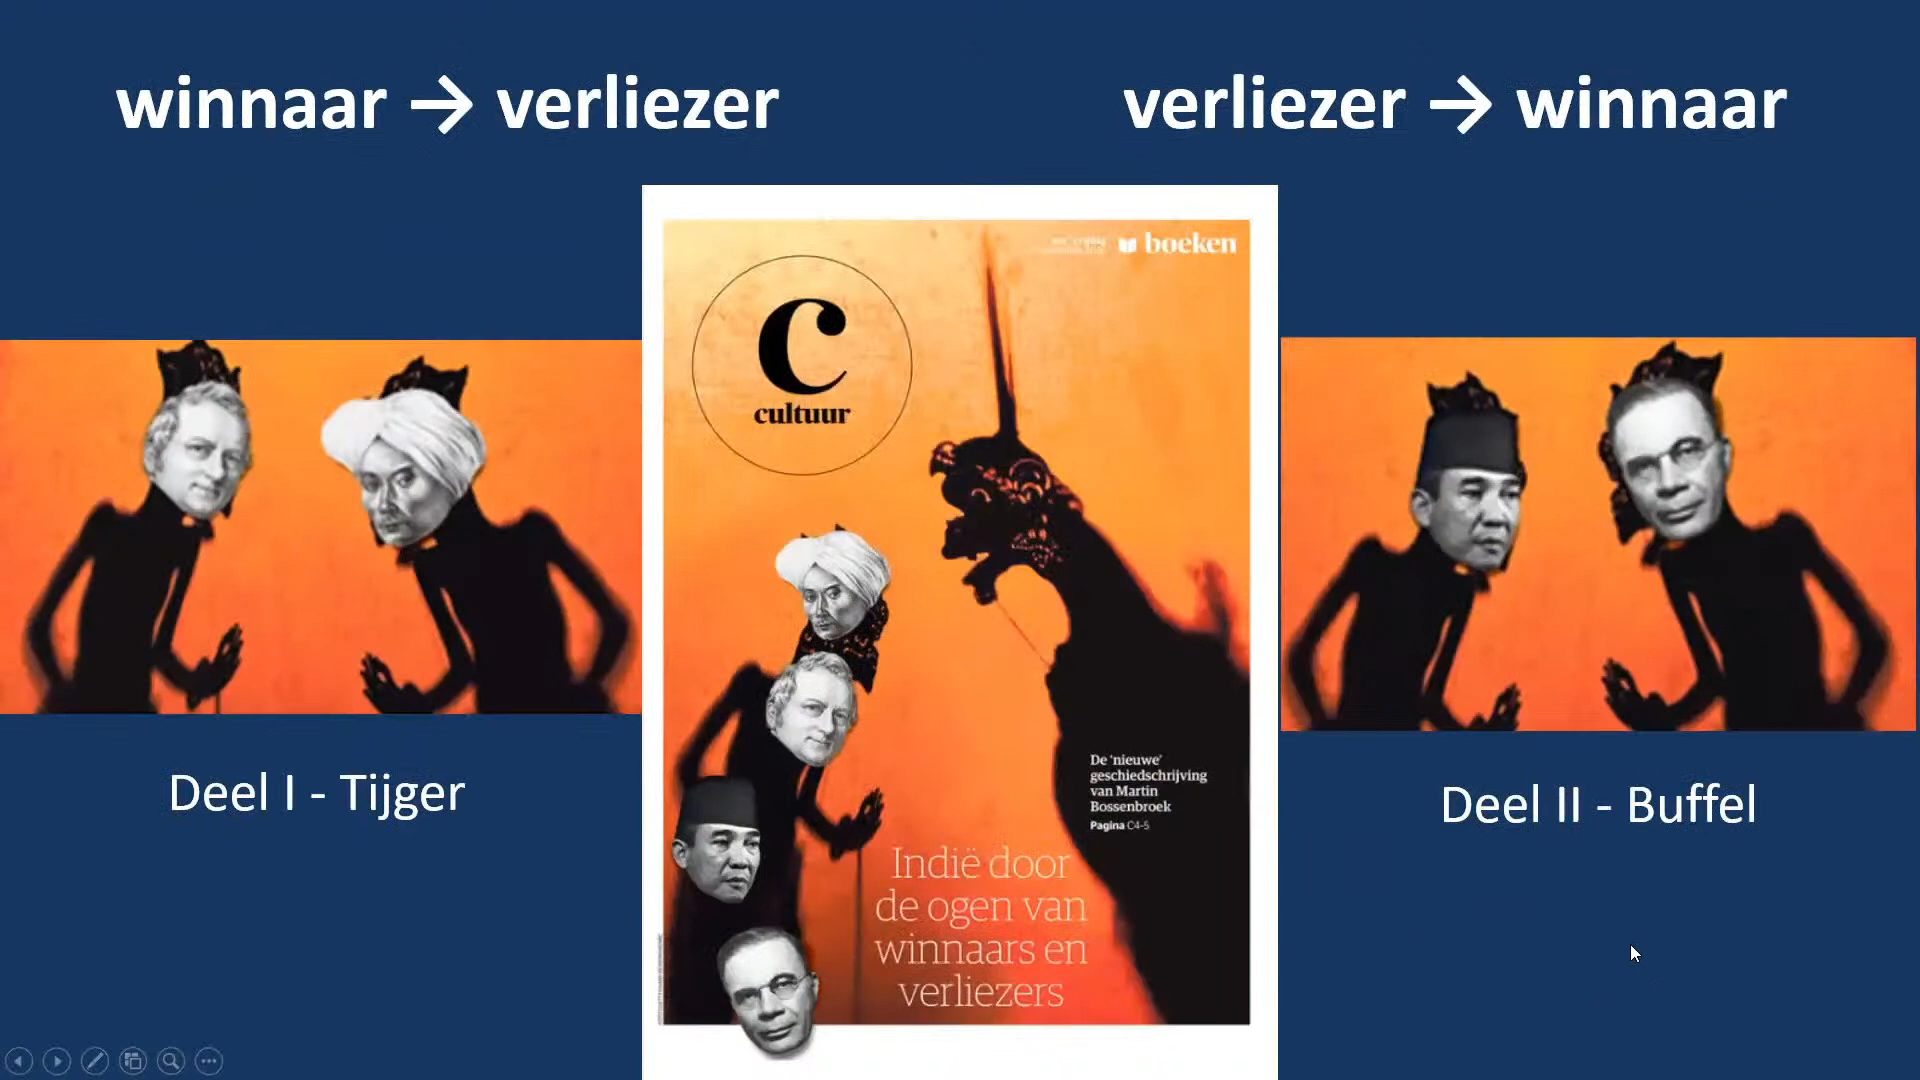 winnaar → verliezer
verliezer → winnaar
boeken
C
cultuur
De ‘nieuwe’
geschiedschrijving
van Martin
Bossenbroek
Pagina C4-5
Indië door
de ogen van
winnaars en
verliezers
Deel I - Tijger
Deel II - Buffel